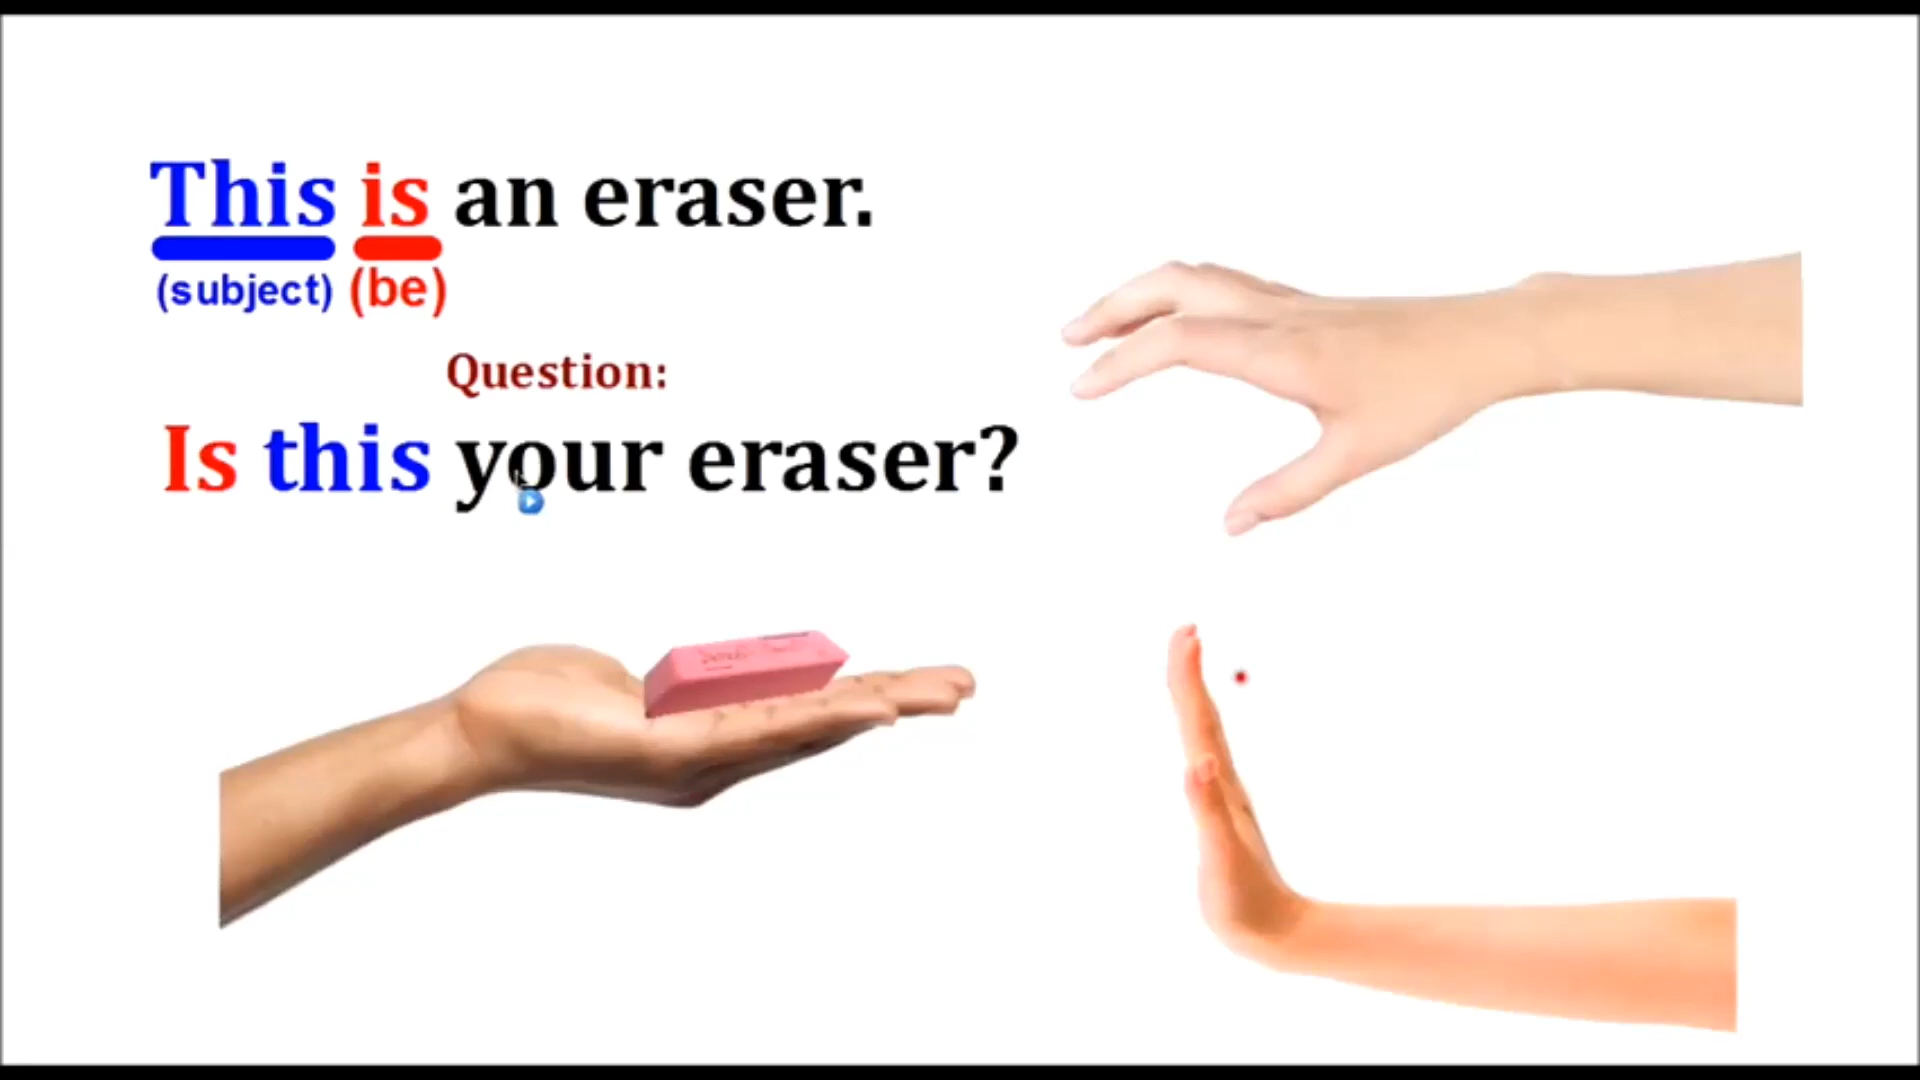 This is an eraser.
(subject) (be)
Question:
Is this your eraser?